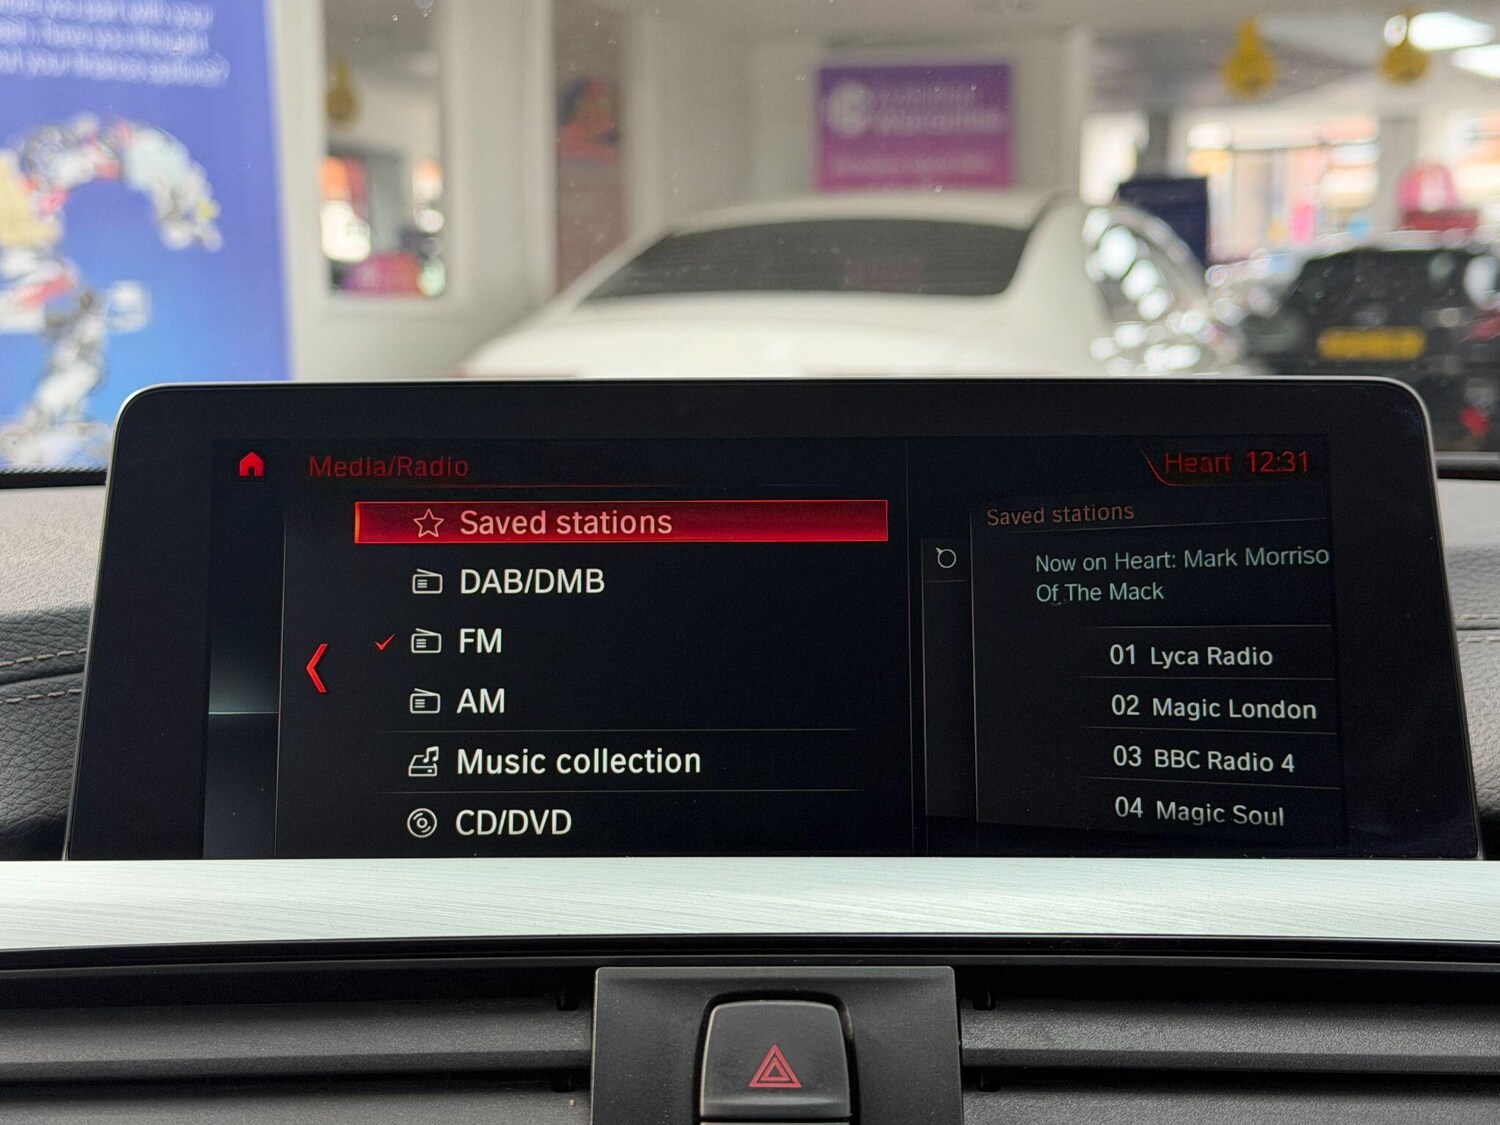 Media/Radio
Heart 12:31
Saved stations
DAB/DMB
FM
AM
Music collection
CD/DVD
Saved stations
Now on Heart: Mark Morriso
Of The Mack
01 Lyca Radio
02 Magic London
03 BBC Radio 4
04 Magic Soul